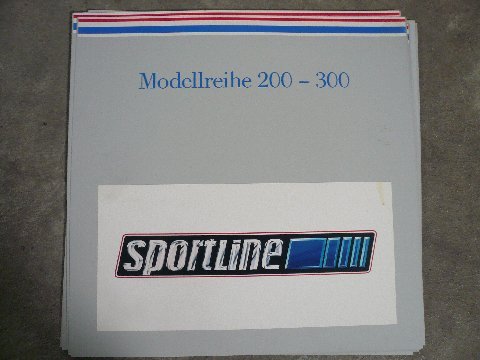 Modellreihe 200 – 300
SPORTLINE